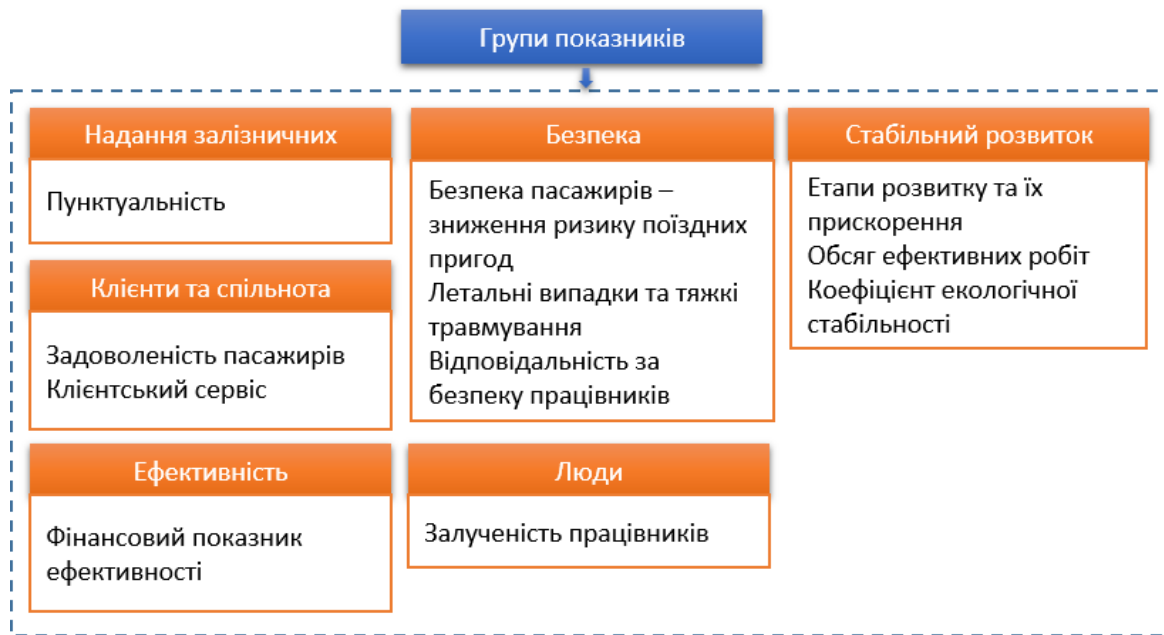 Групи показників
Надання залізничних
Пунктуальність
Клієнти та спільнота
Задоволеність пасажирів
Клієнтський сервіс
Ефективність
Фінансовий показник
ефективності
Безпека
Безпека пасажирів –
зниження ризику поїздних
пригод
Летальні випадки та тяжкі
травмування
Відповідальність за
безпеку працівників
Люди
Залученість працівників
Стабільний розвиток
Етапи розвитку та їх
прискорення
Обсяг ефективних робіт
Коефіцієнт екологічної
стабільності